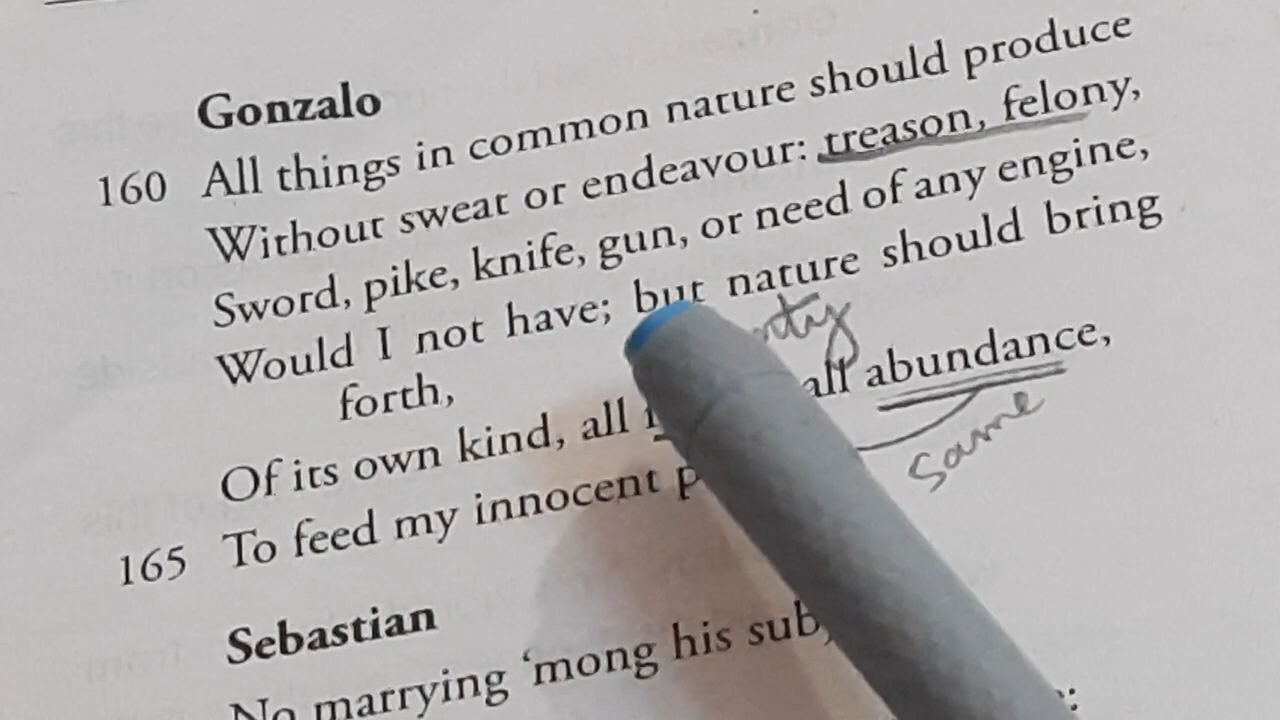 Gonzalo
160 All things in common nature should produce
Without sweat or endeavour: treason, felony,
Sword, pike, knife, gun, or need of any engine,
Would I not have; but nature should bring
forth,
Of its own kind, all all abundance,
same
165 To feed my innocent
Sebastian
No marrying ‘mong his